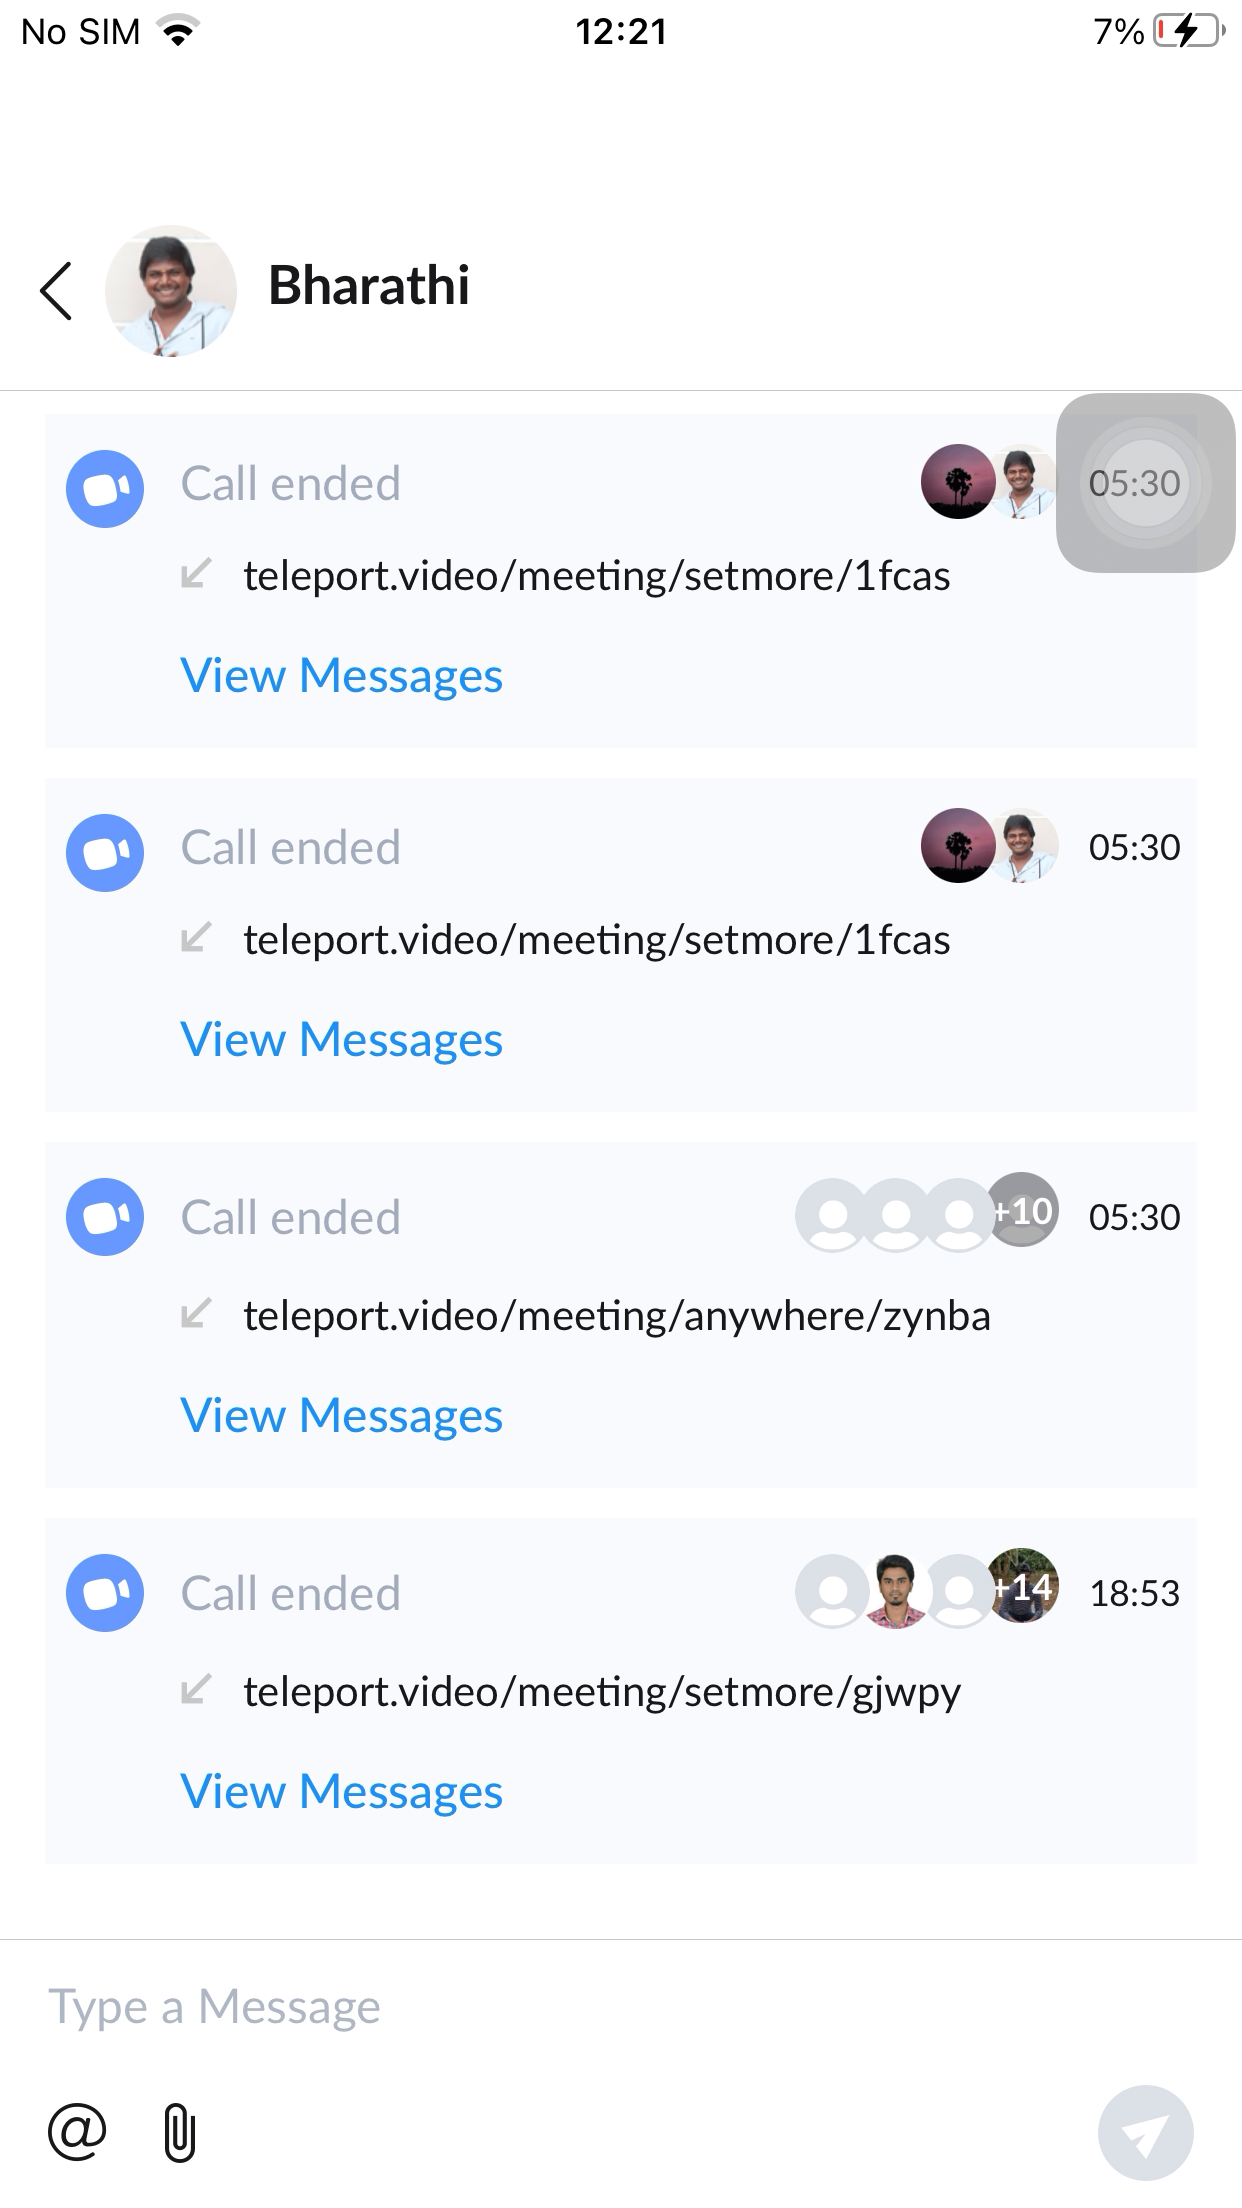 No SIM 12:21 7%
Bharathi
Call ended 05:30
teleport.video/meeting/setmore/1fcas
View Messages
Call ended 05:30
teleport.video/meeting/setmore/1fcas
View Messages
Call ended +10 05:30
teleport.video/meeting/anywhere/zynba
View Messages
Call ended +14 18:53
teleport.video/meeting/setmore/gjwpy
View Messages
Type a Message
@